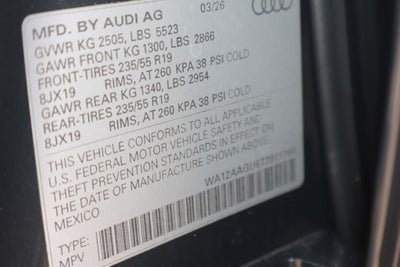 MFD. BY AUDI AG 03/26
GVWR KG 2505, LBS 5523
GAWR FRONT KG 1300, LBS 2866
FRONT-TIRES 235/55 R19
8JX19 RIMS, AT 260 KPA 38 PSI COLD
GAWR REAR KG 1340, LBS 2954
REAR-TIRES 235/55 R19
8JX19 RIMS, AT 260 KPA 38 PSI COLD
THIS VEHICLE CONFORMS TO ALL APPLICABLE
U.S. FEDERAL MOTOR VEHICLE SAFETY AND
THEFT PREVENTION STANDARDS IN EFFECT ON
THE DATE OF MANUFACTURE SHOWN ABOVE.
MEXICO
TYPE:
MPV